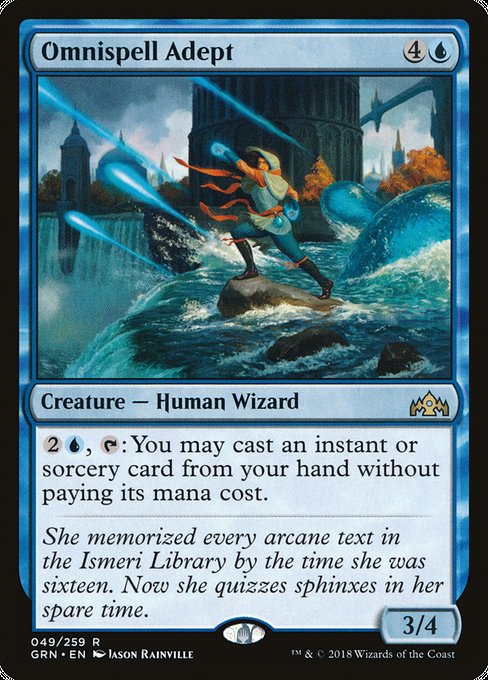 Omnispell Adept 4
Creature — Human Wizard
2, : You may cast an instant or
sorcery card from your hand without
paying its mana cost.
She memorized every arcane text in
the Ismeri Library by the time she was
sixteen. Now she quizzes sphinxes in her
spare time.
3/4
049/259 R
GRN • EN Jason Rainville
™ & © 2018 Wizards of the Coast